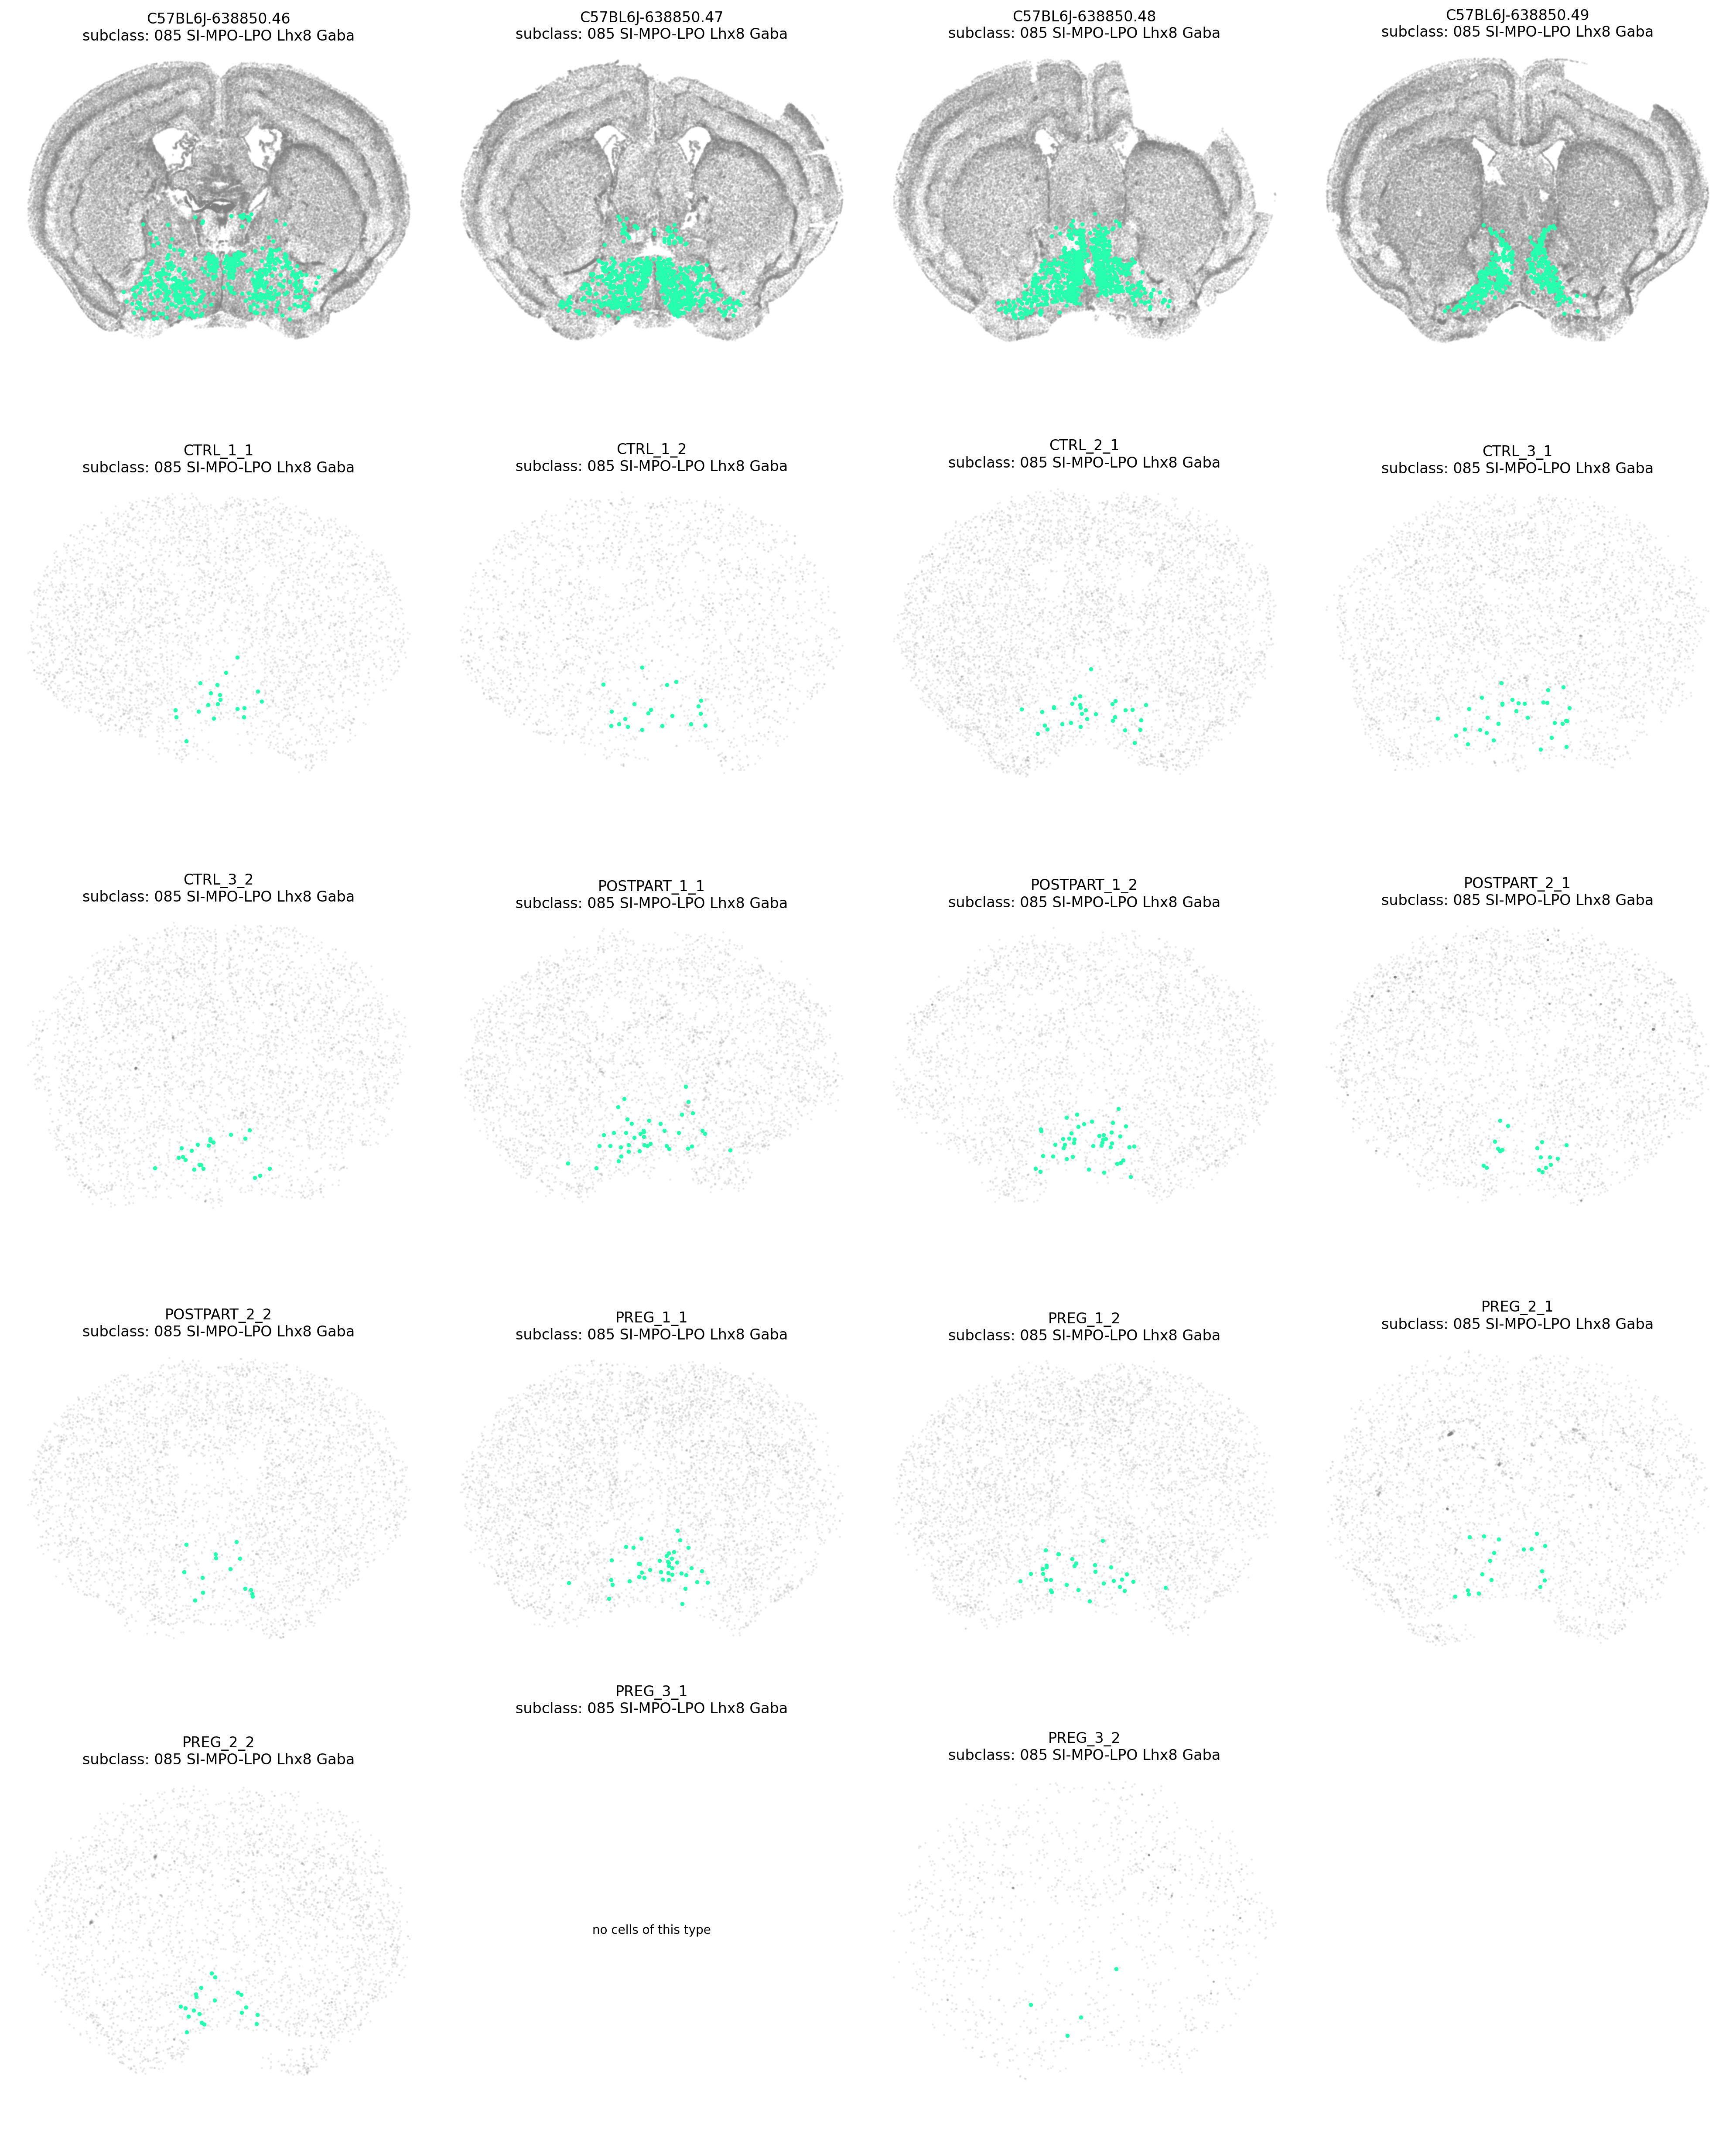 C57BL6J-638850.46
subclass: 085 SI-MPO-LPO Lhx8 Gaba
C57BL6J-638850.47
subclass: 085 SI-MPO-LPO Lhx8 Gaba
C57BL6J-638850.48
subclass: 085 SI-MPO-LPO Lhx8 Gaba
C57BL6J-638850.49
subclass: 085 SI-MPO-LPO Lhx8 Gaba
CTRL_1_1
subclass: 085 SI-MPO-LPO Lhx8 Gaba
CTRL_1_2
subclass: 085 SI-MPO-LPO Lhx8 Gaba
CTRL_2_1
subclass: 085 SI-MPO-LPO Lhx8 Gaba
CTRL_3_1
subclass: 085 SI-MPO-LPO Lhx8 Gaba
CTRL_3_2
subclass: 085 SI-MPO-LPO Lhx8 Gaba
POSTPART_1_1
subclass: 085 SI-MPO-LPO Lhx8 Gaba
POSTPART_1_2
subclass: 085 SI-MPO-LPO Lhx8 Gaba
POSTPART_2_1
subclass: 085 SI-MPO-LPO Lhx8 Gaba
POSTPART_2_2
subclass: 085 SI-MPO-LPO Lhx8 Gaba
PREG_1_1
subclass: 085 SI-MPO-LPO Lhx8 Gaba
PREG_1_2
subclass: 085 SI-MPO-LPO Lhx8 Gaba
PREG_2_1
subclass: 085 SI-MPO-LPO Lhx8 Gaba
PREG_2_2
subclass: 085 SI-MPO-LPO Lhx8 Gaba
PREG_3_1
subclass: 085 SI-MPO-LPO Lhx8 Gaba
no cells of this type
PREG_3_2
subclass: 085 SI-MPO-LPO Lhx8 Gaba